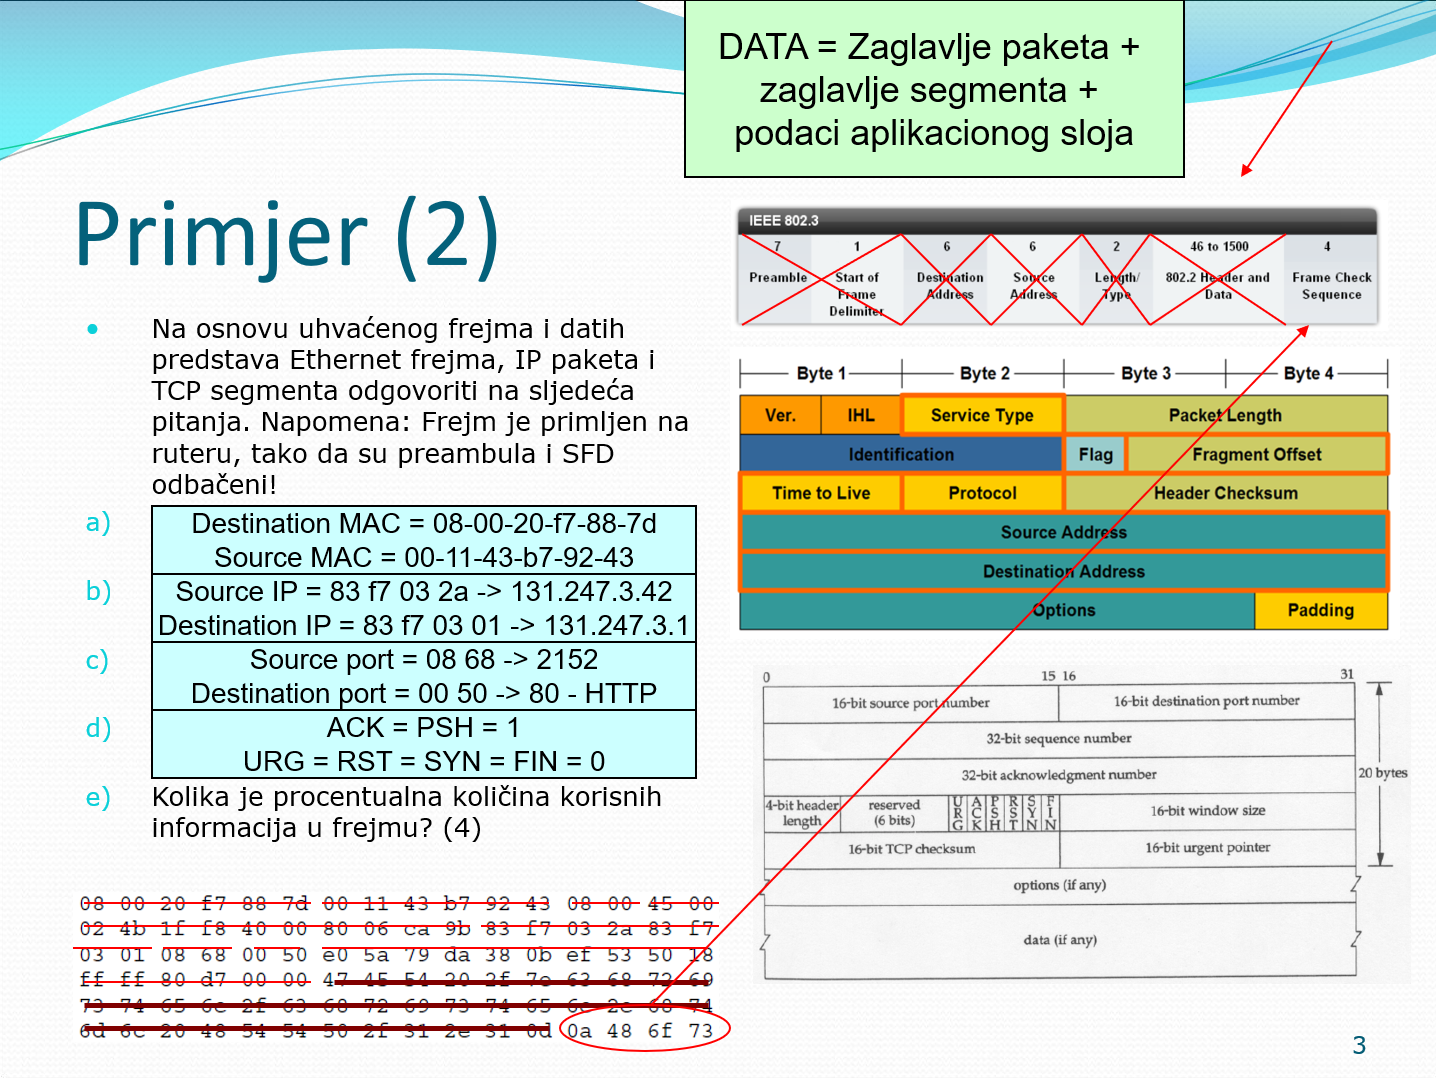 DATA = Zaglavlje paketa +
zaglavlje segmenta +
podaci aplikacionog sloja
Primjer (2)
• Na osnovu uhvaćenog frejma i datih
predstava Ethernet frejma, IP paketa i
TCP segmenta odgovoriti na sljedeća
pitanja. Napomena: Frejm je primljen na
ruteru, tako da su preambula i SFD
odbačeni!
a) Destination MAC = 08-00-20-f7-88-7d
Source MAC = 00-11-43-b7-92-43
b) Source IP = 83 f7 03 2a -> 131.247.3.42
Destination IP = 83 f7 03 01 -> 131.247.3.1
c) Source port = 08 68 -> 2152
Destination port = 00 50 -> 80 - HTTP
d) ACK = PSH = 1
URG = RST = SYN = FIN = 0
e) Kolika je procentualna količina korisnih
informacija u frejmu? (4)
08 00 20 f7 88 7d 00 11 43 b7 92 43 08 00 45 00
02 4b 1f f8 40 00 80 06 ca 9b 83 f7 03 2a 83 f7
03 01 08 68 00 50 e0 5a 79 da 38 0b ef 53 50 18
ff ff 80 d7 00 00 47 45 54 20 2f 7e 63 68 72 69
73 74 65 6e 2f 63 68 72 69 73 74 65 6e 2e 68 74
6d 6c 20 48 54 54 50 2f 31 2e 31 0d 0a 48 6f 73
IEEE 802.3
7 1 6 6 2 46 to 1500 4
Preamble Start of Destination Source Length/ 802.2 Header and Frame Check
Frame Address Address Type Data Sequence
Delimiter
Byte 1 Byte 2 Byte 3 Byte 4
Ver. IHL Service Type Packet Length
Identification Flag Fragment Offset
Time to Live Protocol Header Checksum
Source Address
Destination Address
Options Padding
0 15 16 31
16-bit source port number 16-bit destination port number
32-bit sequence number
32-bit acknowledgment number
20 bytes
4-bit header length reserved (6 bits) URG ACK PSH RST SYN FIN 16-bit window size
16-bit TCP checksum 16-bit urgent pointer
options (if any)
data (if any)
3